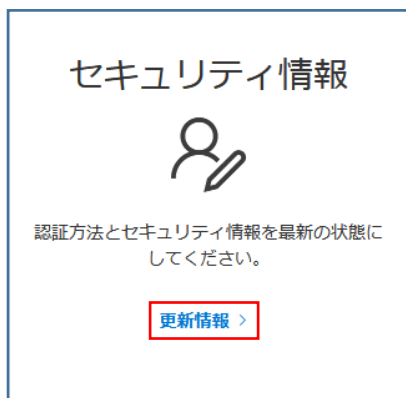 セキュリティ情報
認証方法とセキュリティ情報を最新の状態に
してください。
更新情報 >